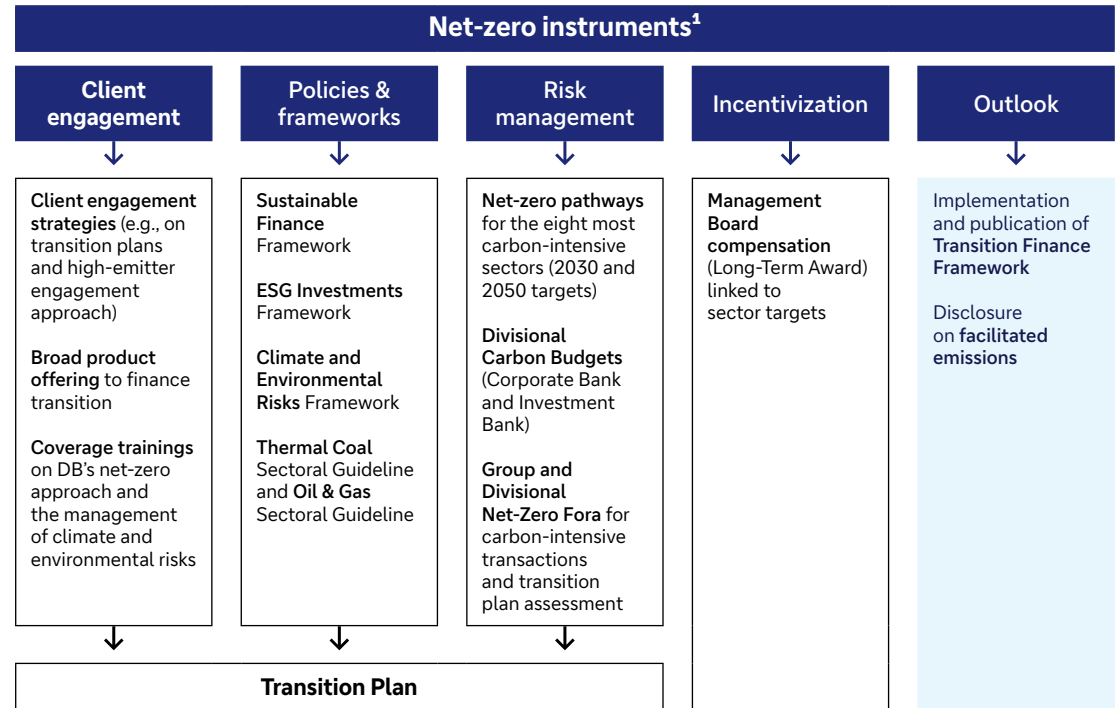 Net-zero instruments¹
Client
engagement
Policies &
frameworks
Risk
management
Incentivization
Outlook
Client engagement
strategies (e.g., on
transition plans
and high-emitter
engagement
approach)
Broad product
offering to finance
transition
Coverage trainings
on DB's net-zero
approach and
the management
of climate and
environmental risks
Sustainable
Finance
Framework
ESG Investments
Framework
Climate and
Environmental
Risks Framework
Thermal Coal
Sectoral Guideline
and Oil & Gas
Sectoral Guideline
Net-zero pathways
for the eight most
carbon-intensive
sectors (2030 and
2050 targets)
Divisional
Carbon Budgets
(Corporate Bank
and Investment
Bank)
Group and
Divisional
Net-Zero Fora for
carbon-intensive
transactions
and transition
plan assessment
Management
Board
compensation
(Long-Term Award)
linked to
sector targets
Implementation
and publication of
Transition Finance
Framework
Disclosure
on facilitated
emissions
Transition Plan